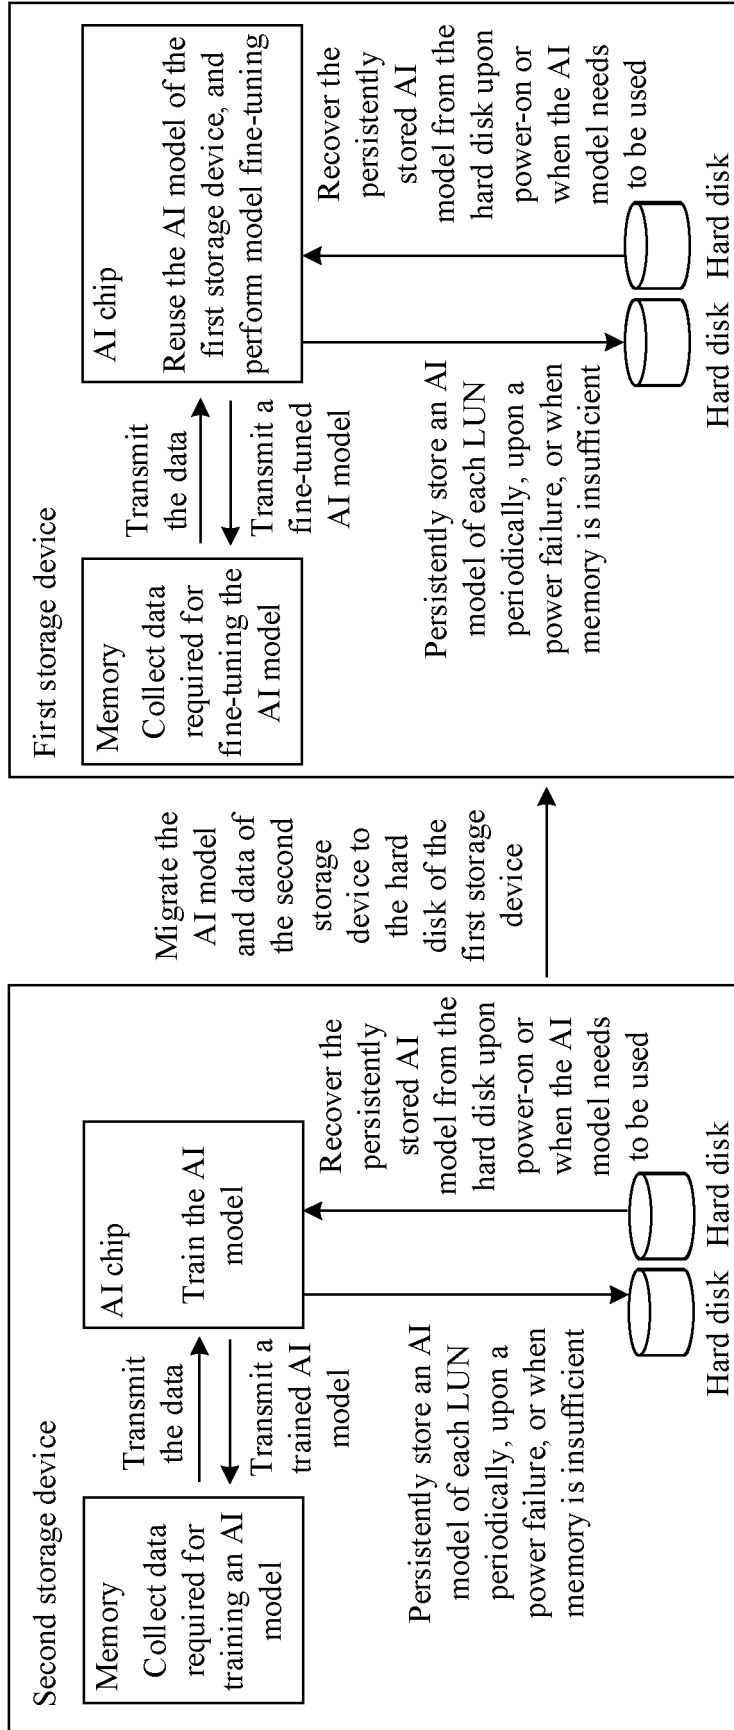 Second storage device
Memory
Collect data
required for
training an AI
model
Transmit
the data
Transmit a
trained AI
model
AI chip
Train the AI
model
Persistently store an AI
model of each LUN
periodically, upon a
power failure, or when
memory is insufficient
Recover the
persistently
stored AI
model from the
hard disk upon
power-on or
when the AI
model needs
to be used
Hard disk
Hard disk
Migrate the
AI model
and data of
the second
storage
device to
the hard
disk of the
first storage
device
First storage device
Memory
Collect data
required for
fine-tuning the
AI model
Transmit
the data
Transmit a
fine-tuned
AI model
AI chip
Reuse the AI model of the
first storage device, and
perform model fine-tuning
Persistently store an AI
model of each LUN
periodically, upon a
power failure, or when
memory is insufficient
Recover the
persistently
stored AI
model from the
hard disk upon
power-on or
when the AI
model needs
to be used
Hard disk
Hard disk